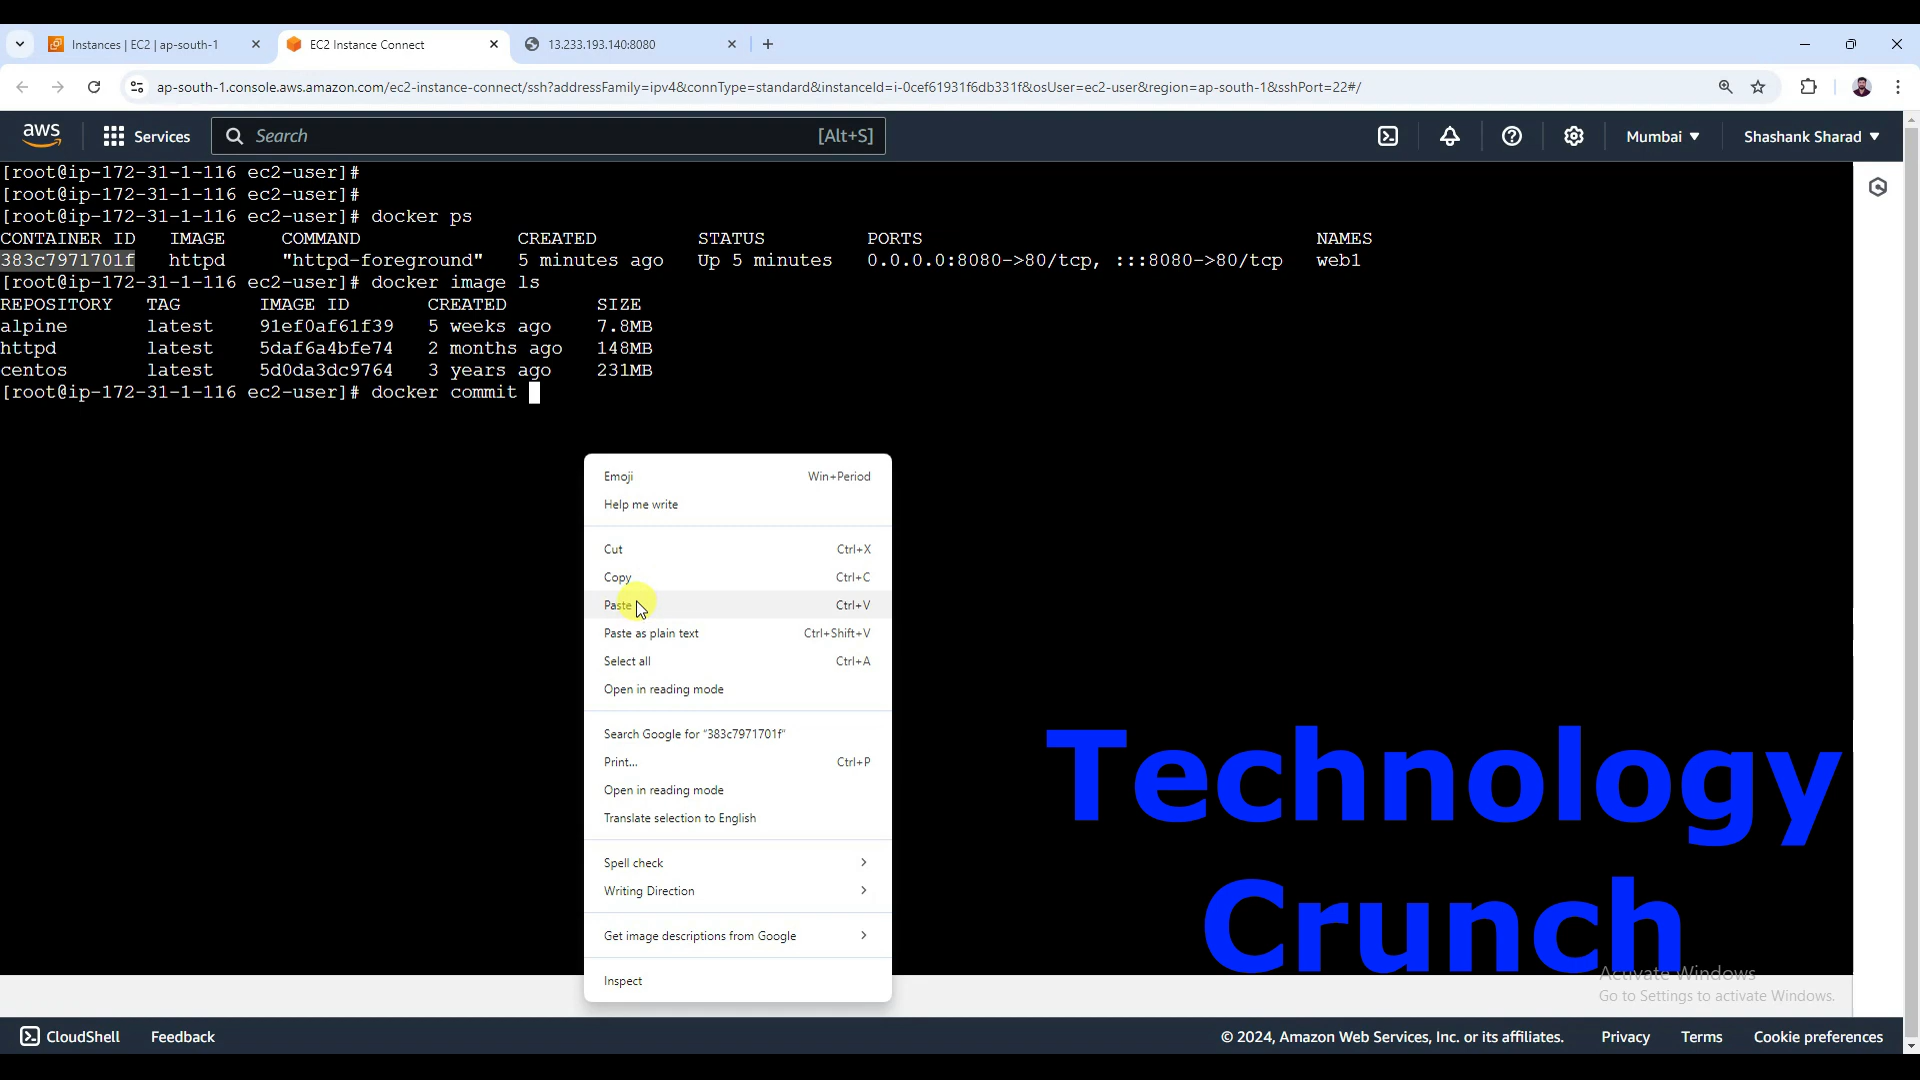 Instances | EC2 | ap-south-1
EC2 Instance Connect
13.233.193.140:8080
ap-south-1.console.aws.amazon.com/ec2-instance-connect/ssh?addressFamily=ipv4&connType=standard&instanceId=i-0cef61931f6db331f&osUser=ec2-user&region=ap-south-1&sshPort=22#/
aws
Services
Search
[Alt+S]
Mumbai
Shashank Sharad
[root@ip-172-31-1-116 ec2-user]#
[root@ip-172-31-1-116 ec2-user]#
[root@ip-172-31-1-116 ec2-user]# docker ps
CONTAINER ID   IMAGE     COMMAND              CREATED         STATUS         PORTS                                   NAMES
383c7971701f   httpd     "httpd-foreground"   5 minutes ago   Up 5 minutes   0.0.0.0:8080->80/tcp, :::8080->80/tcp   web1
[root@ip-172-31-1-116 ec2-user]# docker image ls
REPOSITORY   TAG       IMAGE ID       CREATED        SIZE
alpine       latest    91ef0af61f39   5 weeks ago    7.8MB
httpd        latest    5daf6a4bfe74   2 months ago   148MB
centos       latest    5d0da3dc9764   3 years ago    231MB
[root@ip-172-31-1-116 ec2-user]# docker commit
Emoji Win+Period
Help me write
Cut Ctrl+X
Copy Ctrl+C
Paste Ctrl+V
Paste as plain text Ctrl+Shift+V
Select all Ctrl+A
Open in reading mode
Search Google for "383c7971701f"
Print... Ctrl+P
Open in reading mode
Translate selection to English
Spell check
Writing Direction
Get image descriptions from Google
Inspect
Technology
Crunch
Activate Windows
Go to Settings to activate Windows.
CloudShell
Feedback
© 2024, Amazon Web Services, Inc. or its affiliates.
Privacy
Terms
Cookie preferences